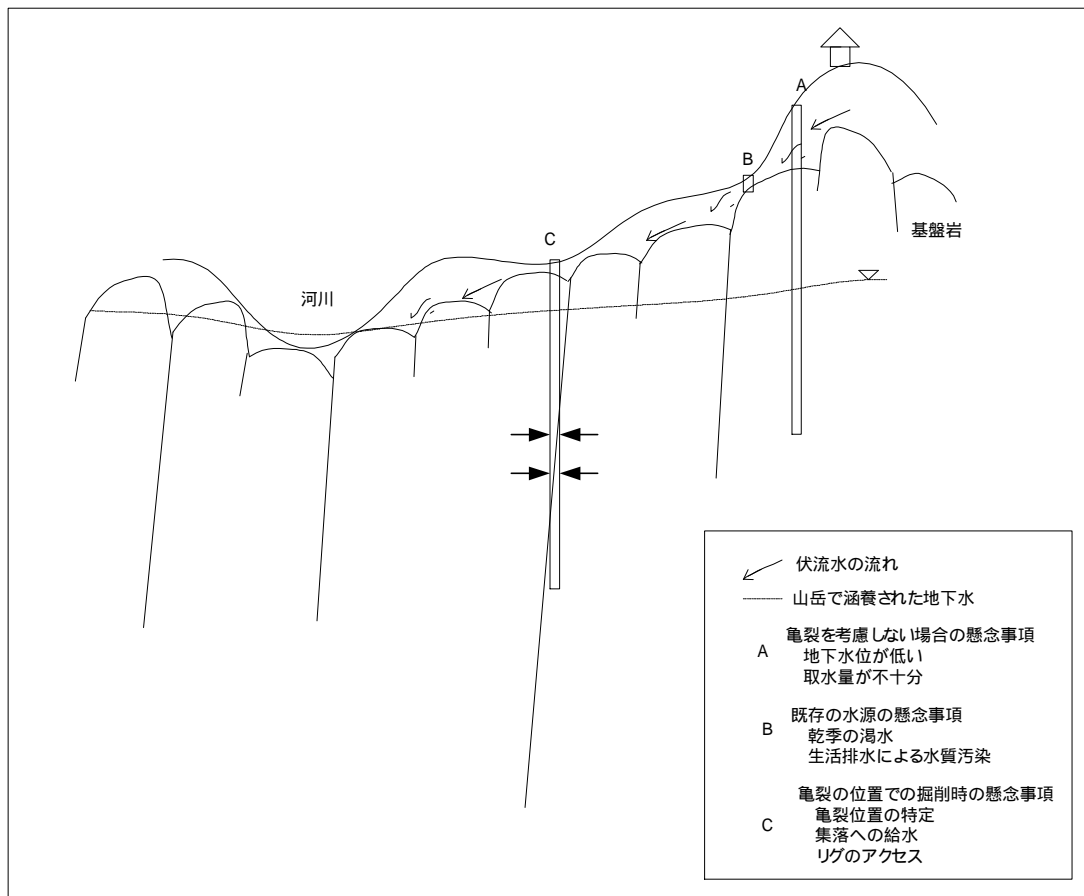 A
B
C
基盤岩
河川
伏流水の流れ
山岳で涵養された地下水
A
亀裂を考慮しない場合の懸念事項
地下水位が低い
取水量が不十分
B
既存の水源の懸念事項
乾季の渇水
生活排水による水質汚染
C
亀裂の位置での掘削時の懸念事項
亀裂位置の特定
集落への給水
リグのアクセス